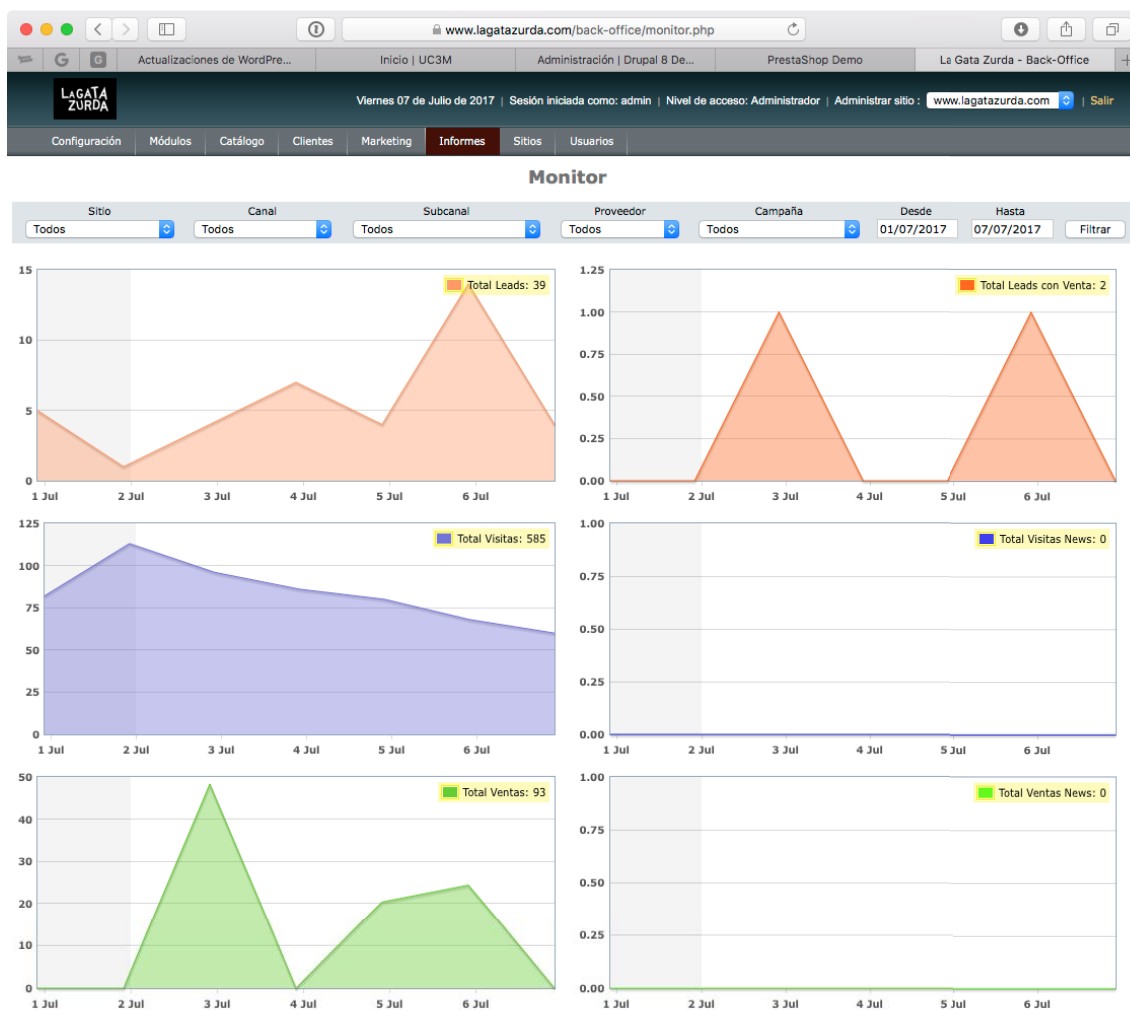 www.lagatazurda.com/back-office/monitor.php
G G Actualizaciones de WordPre... Inicio | UC3M Administración | Drupal 8 De... PrestaShop Demo La Gata Zurda - Back-Office +
LAGATA
ZURDA
Viernes 07 de Julio de 2017 | Sesión iniciada como: admin | Nivel de acceso: Administrador | Administrar sitio : www.lagatazurda.com | Salir
Configuración Módulos Catálogo Clientes Marketing Informes Sitios Usuarios
Monitor
Sitio Canal Subcanal Proveedor Campaña Desde Hasta
Todos Todos Todos Todos Todos 01/07/2017 07/07/2017 Filtrar
Total Leads: 39
15
10
5
0
1 Jul 2 Jul 3 Jul 4 Jul 5 Jul 6 Jul
Total Leads con Venta: 2
1.25
1.00
0.75
0.50
0.25
0.00
1 Jul 2 Jul 3 Jul 4 Jul 5 Jul 6 Jul
Total Visitas: 585
125
100
75
50
25
0
1 Jul 2 Jul 3 Jul 4 Jul 5 Jul 6 Jul
Total Visitas News: 0
1.00
0.75
0.50
0.25
0.00
1 Jul 2 Jul 3 Jul 4 Jul 5 Jul 6 Jul
Total Ventas: 93
50
40
30
20
10
0
1 Jul 2 Jul 3 Jul 4 Jul 5 Jul 6 Jul
Total Ventas News: 0
1.00
0.75
0.50
0.25
0.00
1 Jul 2 Jul 3 Jul 4 Jul 5 Jul 6 Jul